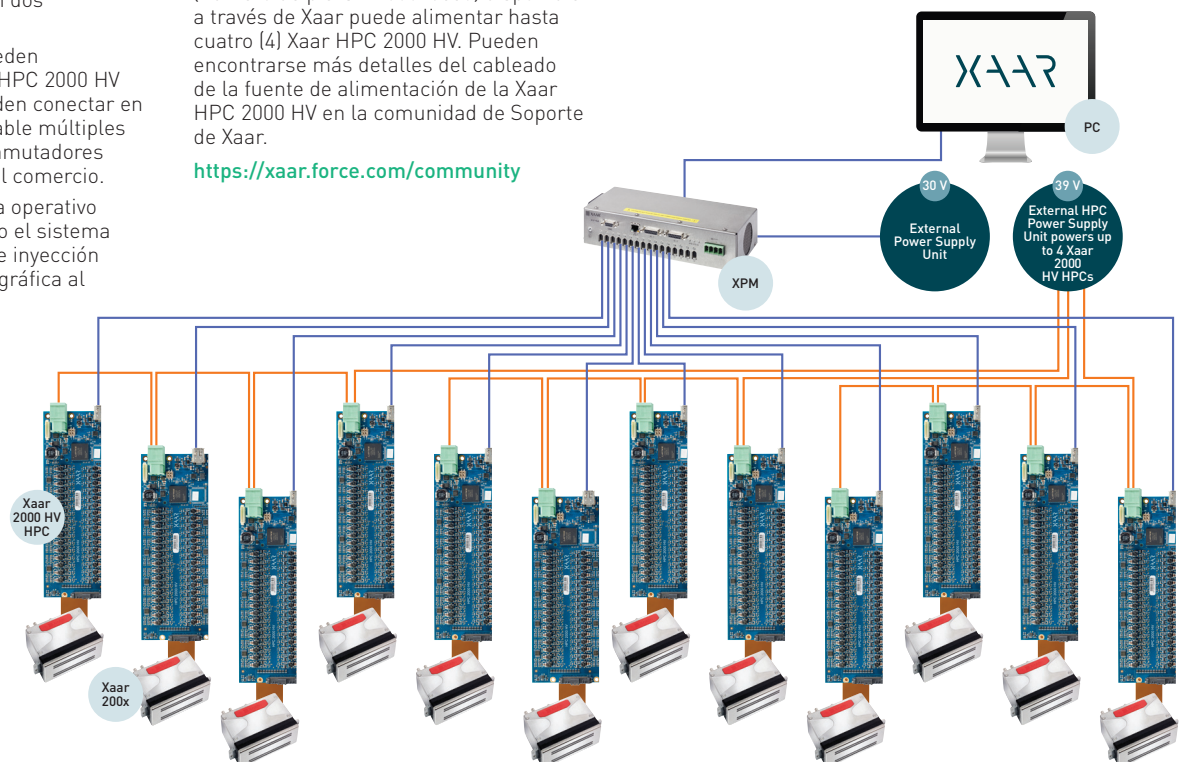 dos
eden
HPC 2000 HV
den conectar en
able múltiples
nmutadores
l comercio.
a operativo
o el sistema
e inyección
gráfica al
a través de Xaar puede alimentar hasta
cuatro (4) Xaar HPC 2000 HV. Pueden
encontrarse más detalles del cableado
de la fuente de alimentación de la Xaar
HPC 2000 HV en la comunidad de Soporte
de Xaar.
https://xaar.force.com/community
XAAR
PC
30 V
External
Power Supply
Unit
39 V
External HPC
Power Supply
Unit powers up
to 4 Xaar
2000
HV HPCs
XPM
Xaar
2000 HV
HPC
Xaar
200x